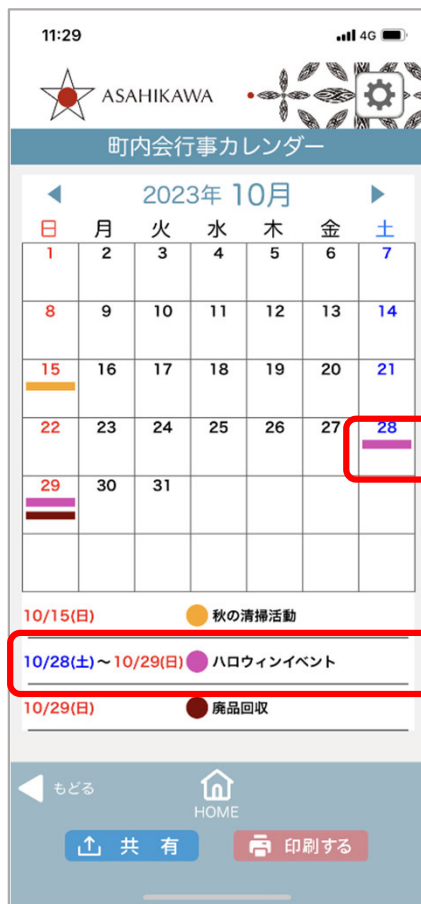 11:29 4G
ASAHIKAWA
町内会行事カレンダー
2023年 10月
日 月 火 水 木 金 土
1 2 3 4 5 6 7
8 9 10 11 12 13 14
15 16 17 18 19 20 21
22 23 24 25 26 27 28
29 30 31
10/15(日) 秋の清掃活動
10/28(土)～10/29(日) ハロウィンイベント
10/29(日) 廃品回収
もどる
HOME
共 有 印刷する